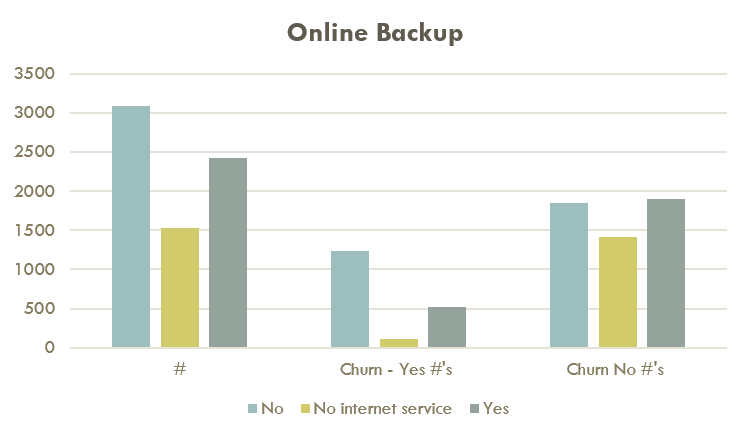 Online Backup
3500
3000
2500
2000
1500
1000
500
0
#
Churn - Yes #'s
Churn No #'s
No
No internet service
Yes